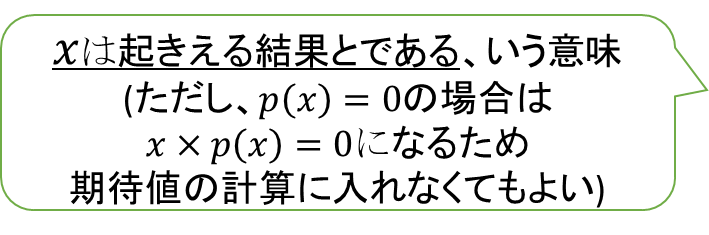 xは起きえる結果とである、いう意味
(ただし、p(x) = 0の場合は
x × p(x) = 0になるため
期待値の計算に入れなくてもよい)